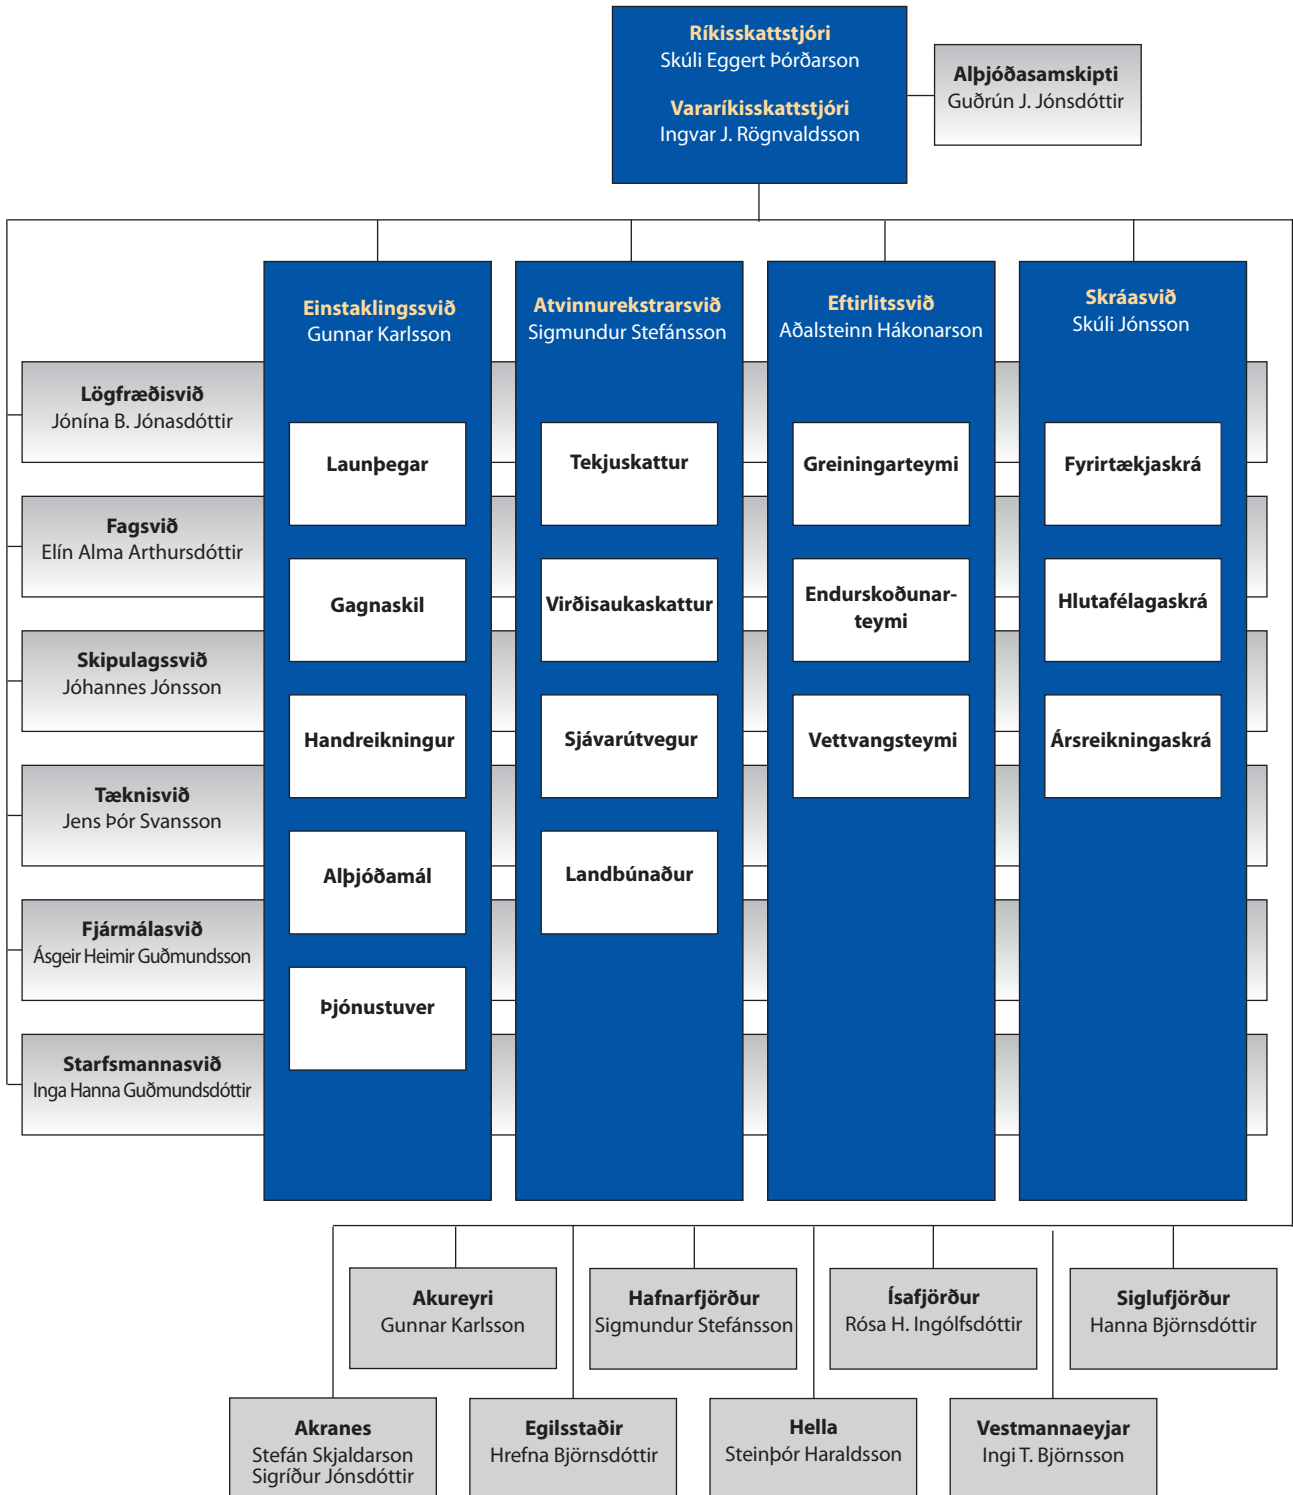 Ríkisskattstjóri
Skúli Eggert Þórðarson
Vararíkisskattstjóri
Ingvar J. Rögnvaldsson
Alþjóðasamskipti
Guðrún J. Jónsdóttir
Einstaklingssvið
Gunnar Karlsson
Atvinnurekstrarsvið
Sigmundur Stefánsson
Eftirlitssvið
Aðalsteinn Hákonarson
Skráasvið
Skúli Jónsson
Lögfræðisvið
Jónína B. Jónasdóttir
Fagsvið
Elín Alma Arthursdóttir
Skipulagssvið
Jóhannes Jónsson
Tæknisvið
Jens Þór Svansson
Fjármálasvið
Ásgeir Heimir Guðmundsson
Starfsmannasvið
Inga Hanna Guðmundsdóttir
Launþegar
Gagnaskil
Handreikningur
Alþjóðamál
Þjónustuver
Tekjuskattur
Virðisaukaskattur
Sjávarútvegur
Landbúnaður
Greiningarteymi
Endurskoðunar-
teymi
Vettvangsteymi
Fyrirtækjaskrá
Hlutafélagaskrá
Ársreikningaskrá
Akureyri
Gunnar Karlsson
Hafnarfjörður
Sigmundur Stefánsson
Ísafjörður
Rósa H. Ingólfsdóttir
Siglufjörður
Hanna Björnsdóttir
Akranes
Stefán Skjaldarson
Sigríður Jónsdóttir
Egilsstaðir
Hrefna Björnsdóttir
Hella
Steinþór Haraldsson
Vestmannaeyjar
Ingi T. Björnsson